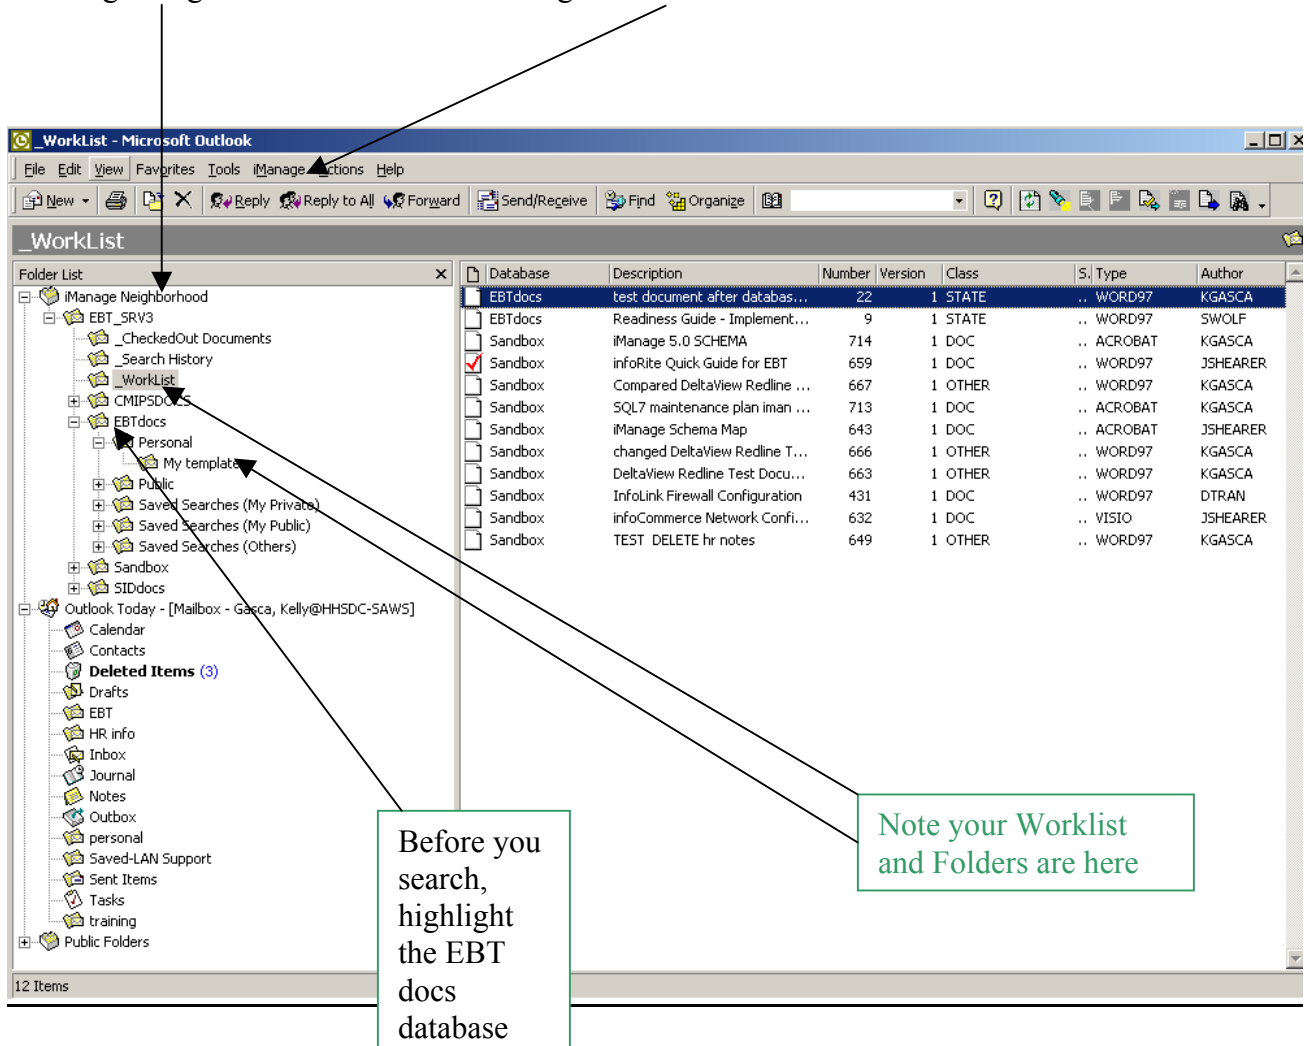 _WorkList - Microsoft Outlook
File Edit View Favorites Tools iManage Actions Help
New Reply Reply to All Forward Send/Receive Find Organize
_WorkList
Folder List
iManage Neighborhood
EBT_SRV3
_CheckedOut Documents
_Search History
_WorkList
CMIPSDOCS
EBTdocs
Personal
My template
Public
Saved Searches (My Private)
Saved Searches (My Public)
Saved Searches (Others)
Sandbox
SIDdocs
Outlook Today - [Mailbox - Gasca, Kelly@HHSDC-SAWS]
Calendar
Contacts
Deleted Items (3)
Drafts
EBT
HR info
Inbox
Journal
Notes
Outbox
personal
Saved-LAN Support
Sent Items
Tasks
training
Public Folders
Database Description Number Version Class S. Type Author
EBTdocs test document after databas... 22 1 STATE .. WORD97 KGASCA
EBTdocs Readiness Guide - Implement... 9 1 STATE .. WORD97 SWOLF
Sandbox iManage 5.0 SCHEMA 714 1 DOC .. ACROBAT KGASCA
Sandbox infoRite Quick Guide for EBT 659 1 DOC .. WORD97 JSHEARER
Sandbox Compared DeltaView Redline ... 667 1 OTHER .. WORD97 KGASCA
Sandbox SQL7 maintenance plan iman ... 713 1 DOC .. ACROBAT KGASCA
Sandbox iManage Schema Map 643 1 DOC .. ACROBAT JSHEARER
Sandbox changed DeltaView Redline T... 666 1 OTHER .. WORD97 KGASCA
Sandbox DeltaView Redline Test Docu... 663 1 OTHER .. WORD97 KGASCA
Sandbox InfoLink Firewall Configuration 431 1 DOC .. WORD97 DTRAN
Sandbox infoCommerce Network Confi... 632 1 DOC .. VISIO JSHEARER
Sandbox TEST DELETE hr notes 649 1 OTHER .. WORD97 KGASCA
Note your Worklist
and Folders are here
Before you
search,
highlight
the EBT
docs
database
12 Items